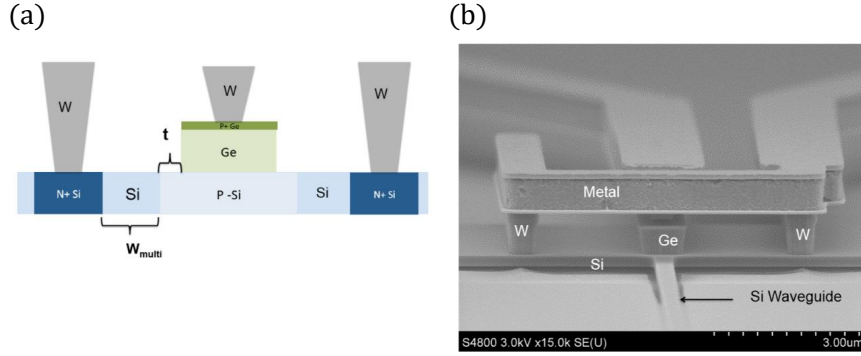 (a)
(b)
W
W
W
t
P+ Ge
Ge
N+ Si
Si
P -Si
Si
N+ Si
Wmulti
Metal
W
Ge
W
Si
Si Waveguide
S4800 3.0kV x15.0k SE(U)
3.00um